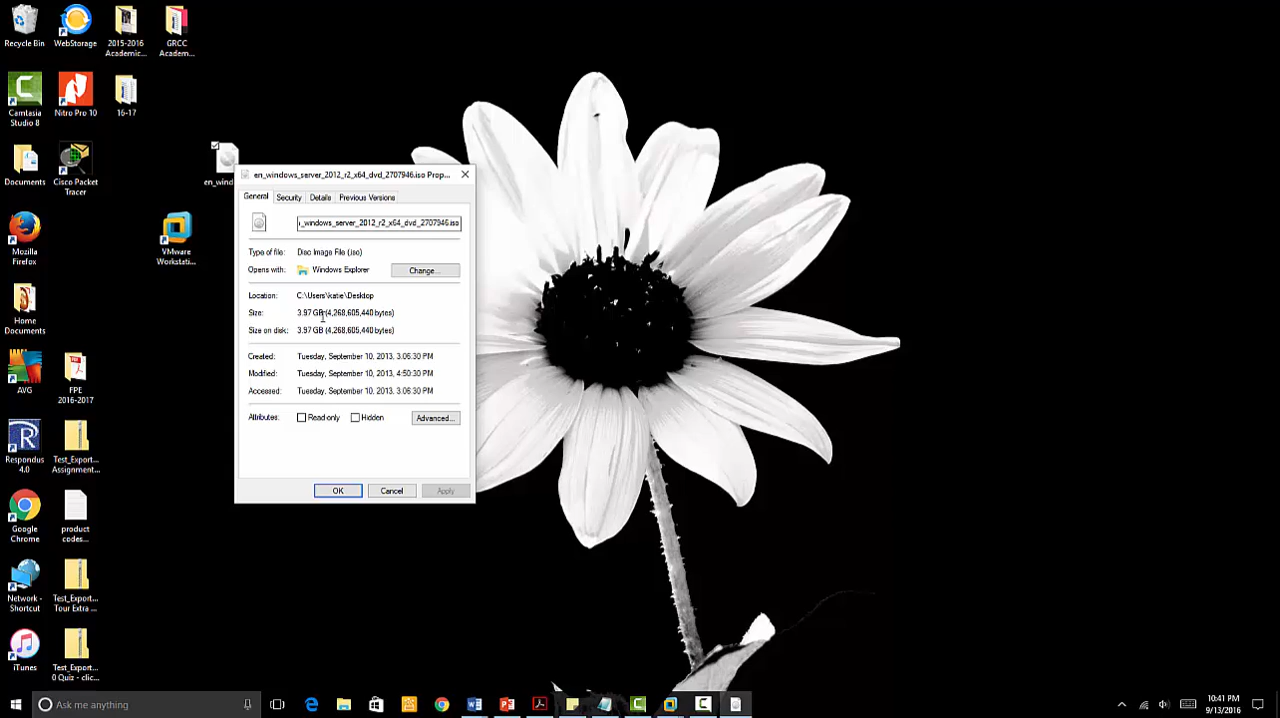 Recycle Bin
WebStorage
2015-2016
Academic...
GRCC
Academ...
Camtasia
Studio 8
Nitro Pro 10
16-17
Documents
Cisco Packet
Tracer
en_wind
Mozilla
Firefox
VMware
Workstati...
Home
Documents
AVG
FPE
2016-2017
Respondus
4.0
Test_Export...
Assignment...
Google
Chrome
product
codes...
Network -
Shortcut
Test_Export...
Tour Extra ...
iTunes
Test_Export...
0 Quiz - clic...
en_windows_server_2012_r2_x64_dvd_2707946.iso Prop...
General
Security
Details
Previous Versions
_windows_server_2012_r2_x64_dvd_2707946.iso
Type of file: Disc Image File (.iso)
Opens with: Windows Explorer Change...
Location: C:\Users\katie\Desktop
Size: 3.97 GB (4,268,605,440 bytes)
Size on disk: 3.97 GB (4,268,605,440 bytes)
Created: Tuesday, September 10, 2013, 3:06:30 PM
Modified: Tuesday, September 10, 2013, 4:50:30 PM
Accessed: Tuesday, September 10, 2013, 3:06:30 PM
Attributes: Read-only Hidden Advanced...
OK Cancel Apply
Ask me anything
10:41 PM
9/13/2016